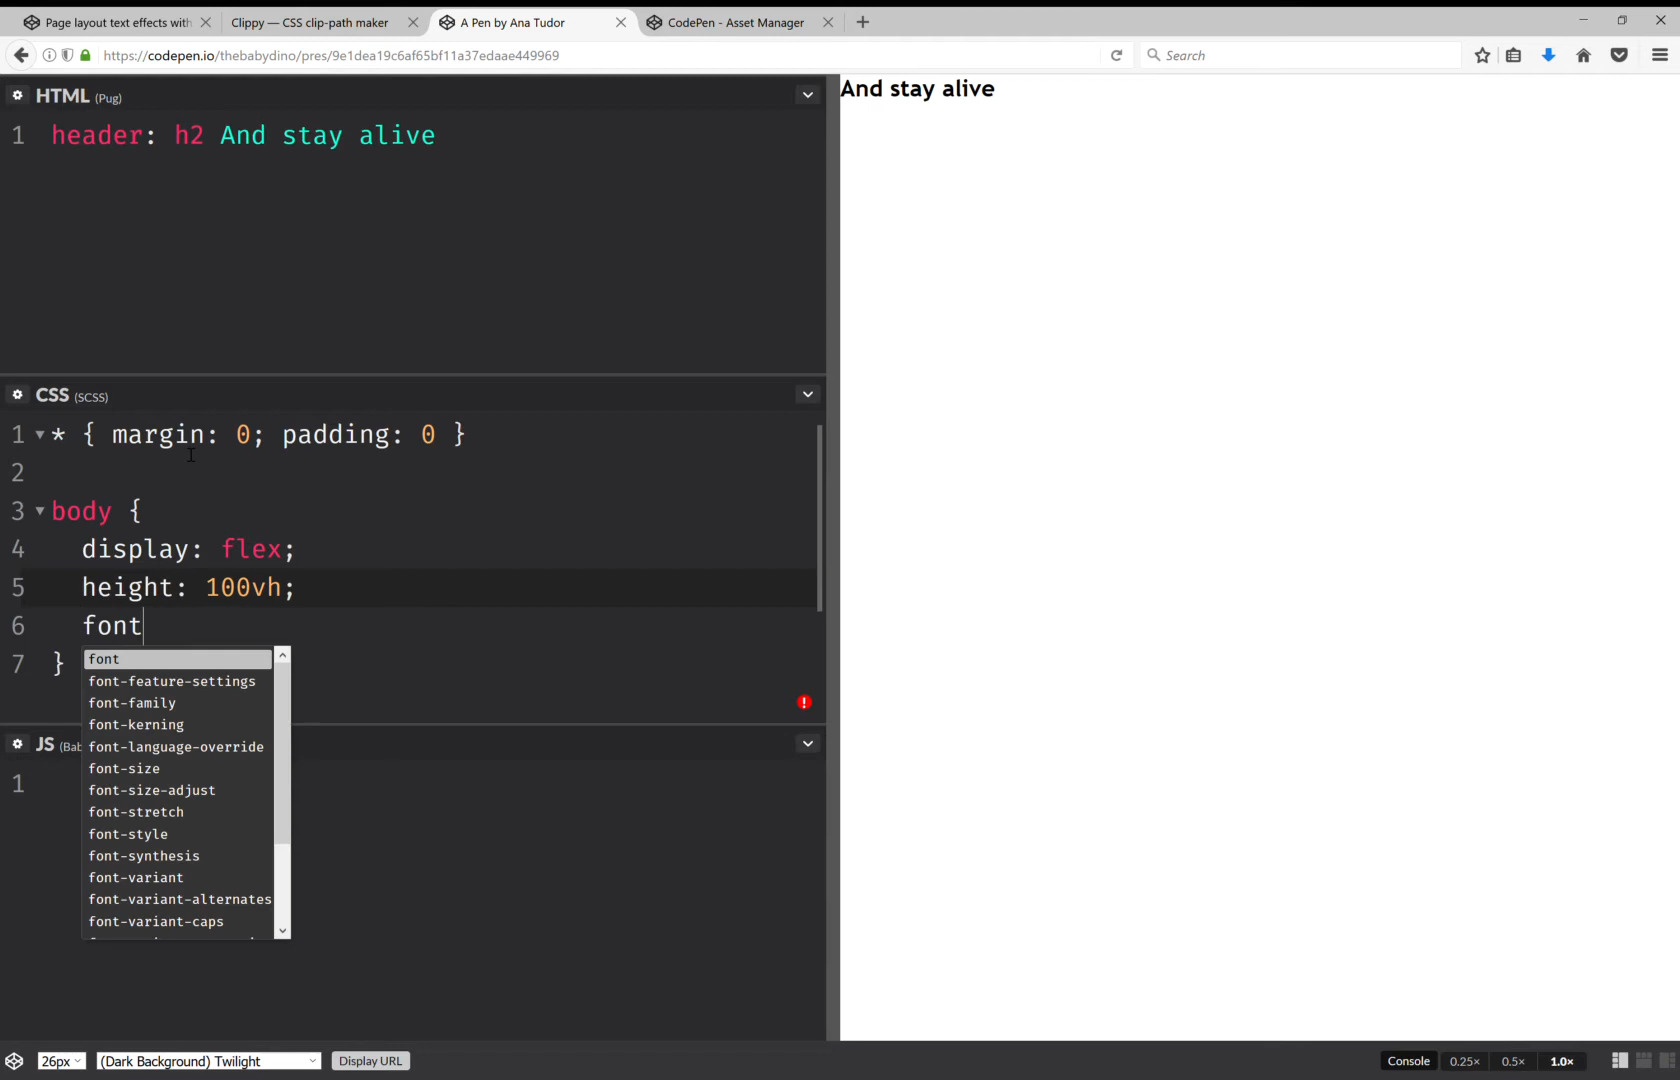 Page layout text effects with
Clippy — CSS clip-path maker
A Pen by Ana Tudor
CodePen - Asset Manager
https://codepen.io/thebabydino/pres/9e1dea19c6af65bf11a37edaae449969
Search
HTML (Pug)
1 header: h2 And stay alive
CSS (SCSS)
1 * { margin: 0; padding: 0 }
2
3 body {
4 display: flex;
5 height: 100vh;
6 font
7 }
font
font-feature-settings
font-family
font-kerning
font-language-override
font-size
font-size-adjust
font-stretch
font-style
font-synthesis
font-variant
font-variant-alternates
font-variant-caps
JS (Bab
1
And stay alive
26px
(Dark Background) Twilight
Display URL
Console
0.25×
0.5×
1.0×